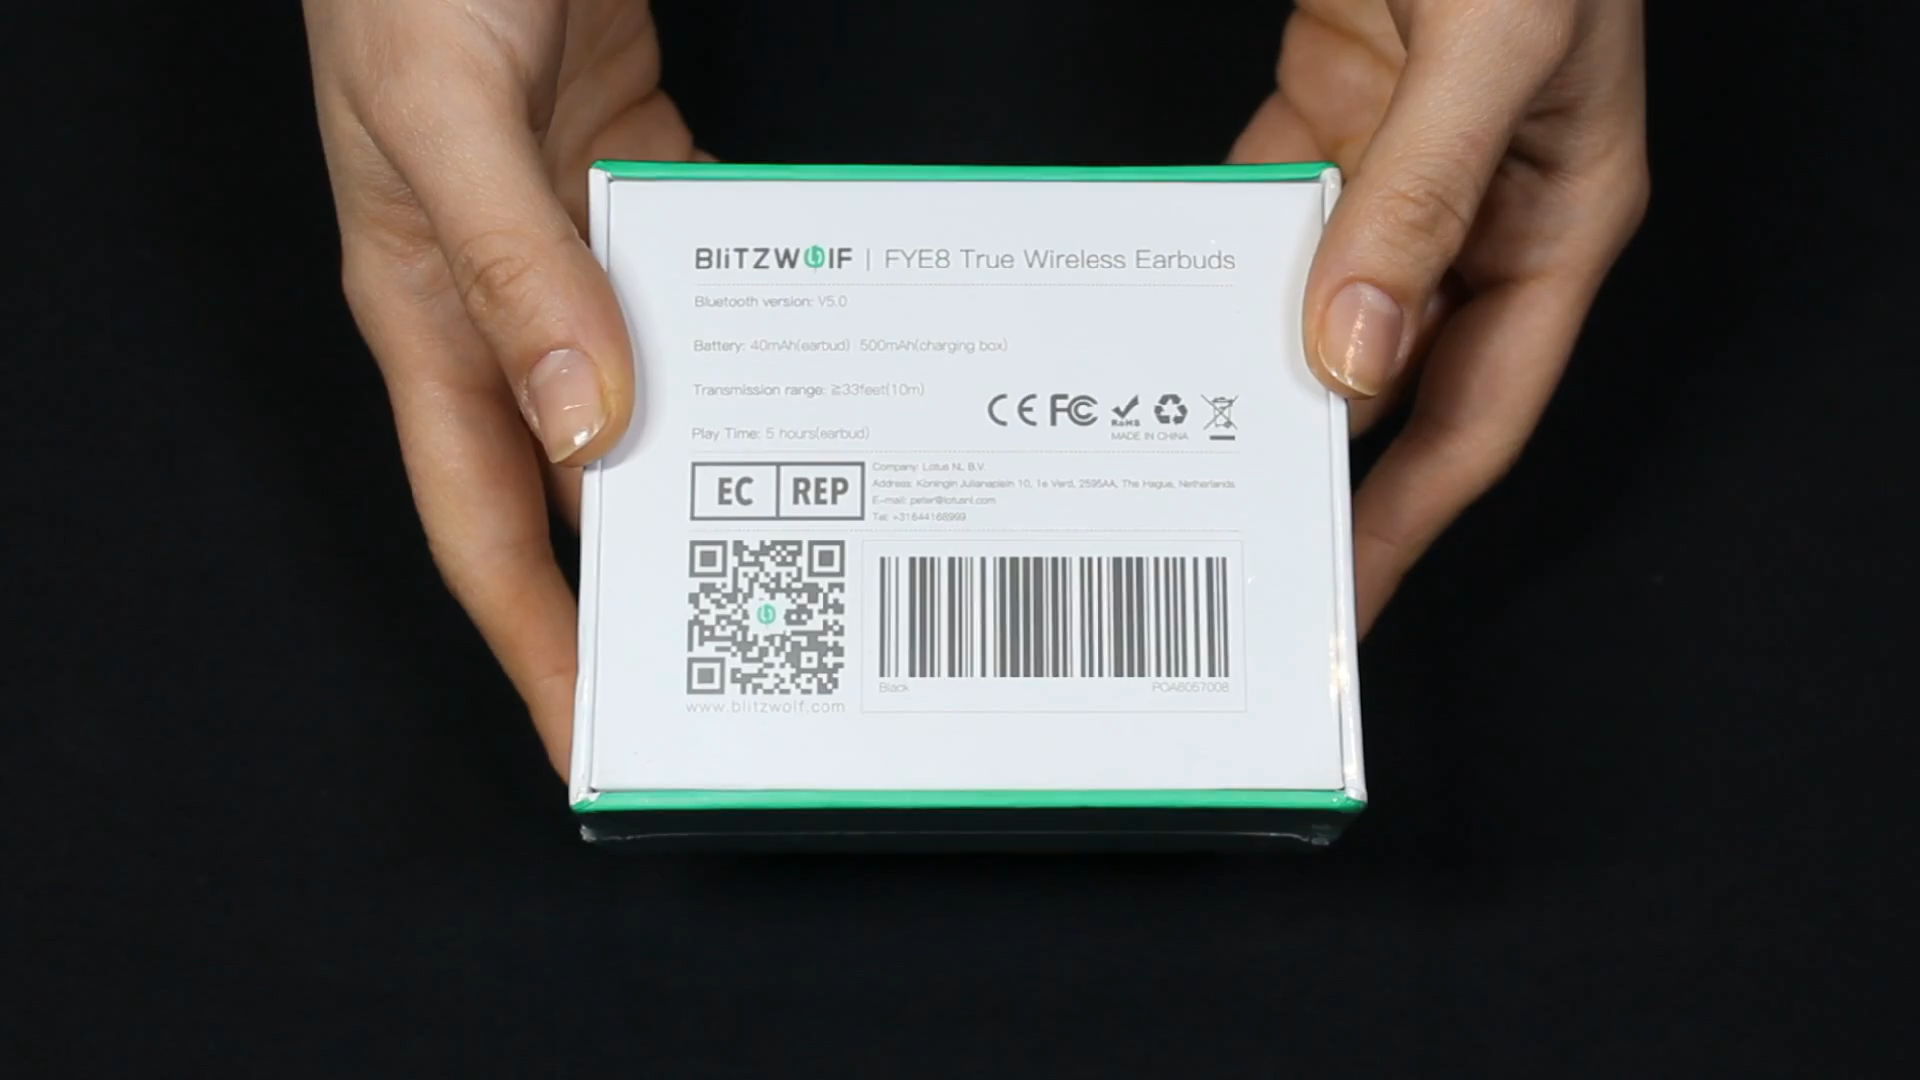 BLiTZWOLF | FYE8 True Wireless Earbuds
Bluetooth version: V5.0
Battery: 40mAh(earbud) 500mAh(charging box)
Transmission range: ≧33feet(10m)
Play Time: 5 hours(earbud)
CE FC RoHS
MADE IN CHINA
EC REP
Company: Lotus NL B.V.
Address: Koningin Julianaplein 10, 1e Verd, 2595AA, The Hague, Netherlands.
E-mail: peter@lotusnl.com
Tel: +31644168999
www.blitzwolf.com
Black
POA6057008